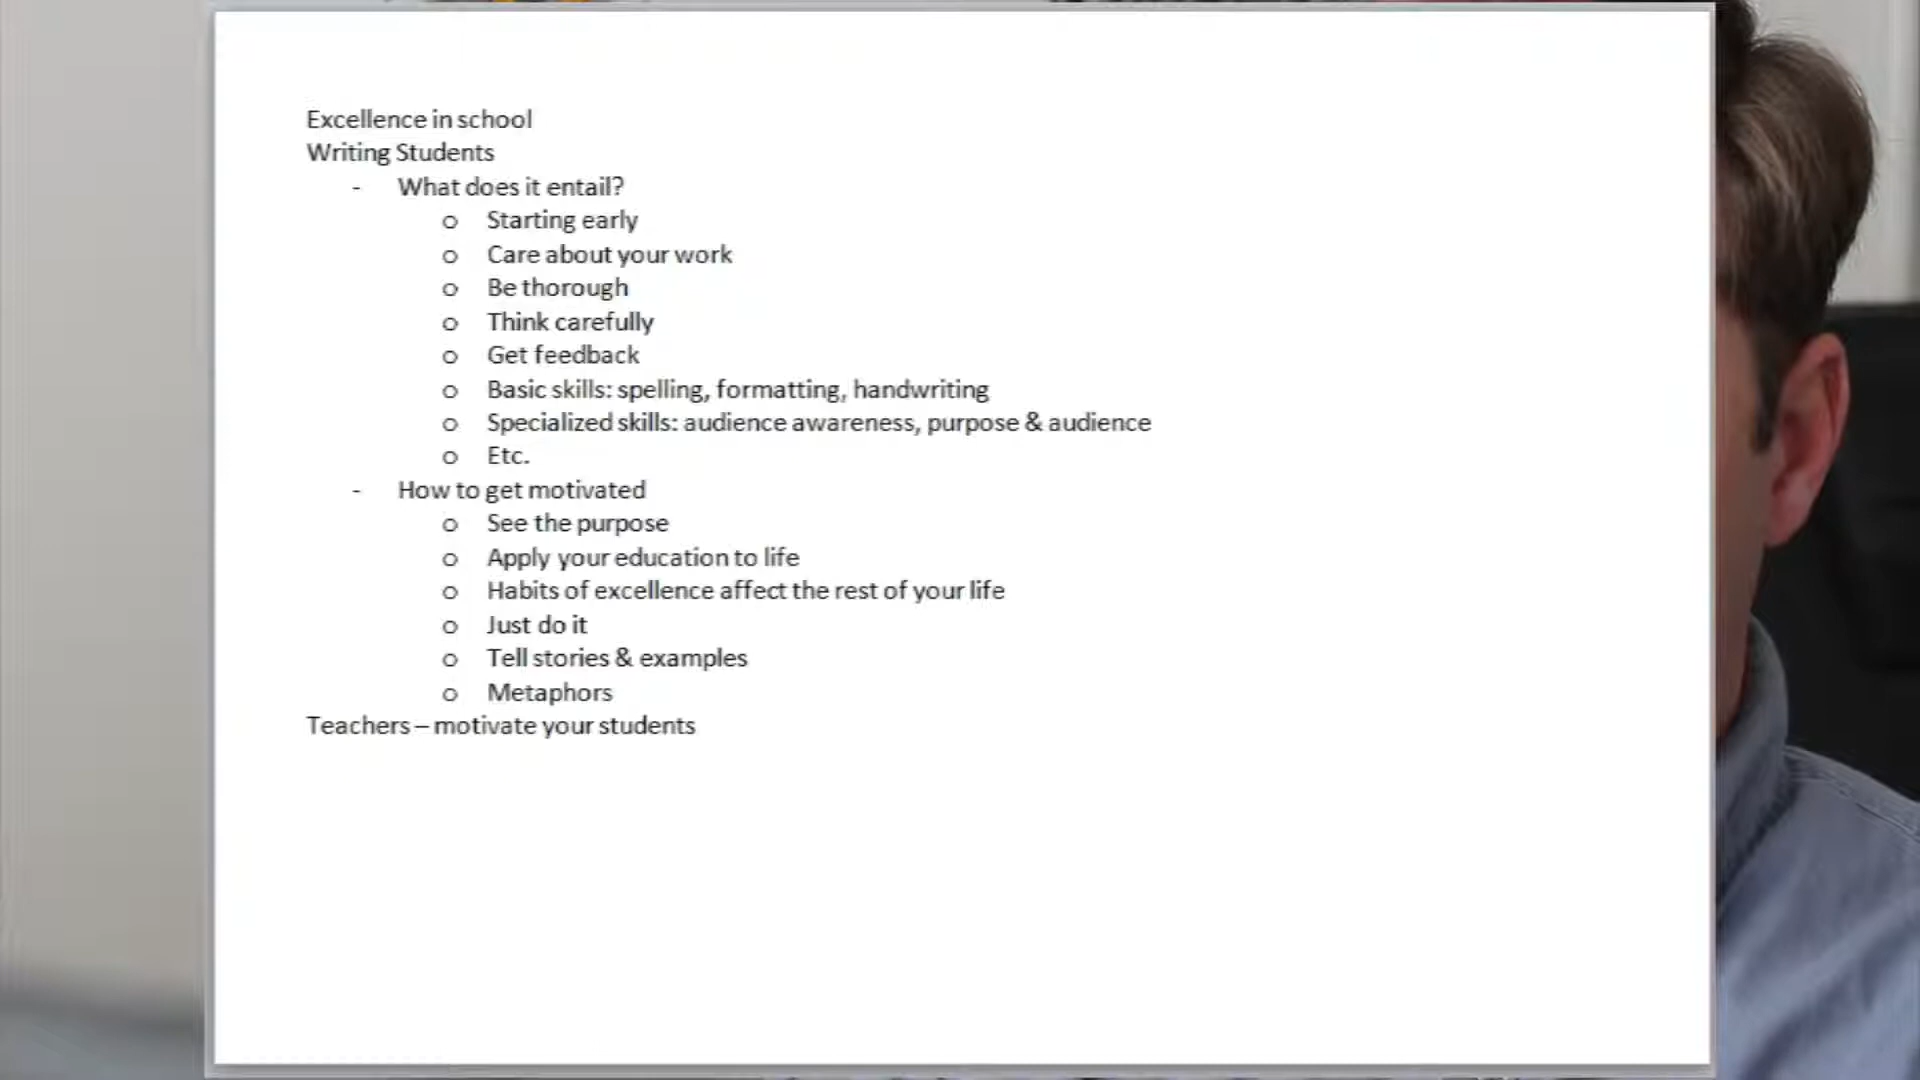 Excellence in school
Writing Students
- What does it entail?
o Starting early
o Care about your work
o Be thorough
o Think carefully
o Get feedback
o Basic skills: spelling, formatting, handwriting
o Specialized skills: audience awareness, purpose & audience
o Etc.
- How to get motivated
o See the purpose
o Apply your education to life
o Habits of excellence affect the rest of your life
o Just do it
o Tell stories & examples
o Metaphors
Teachers – motivate your students